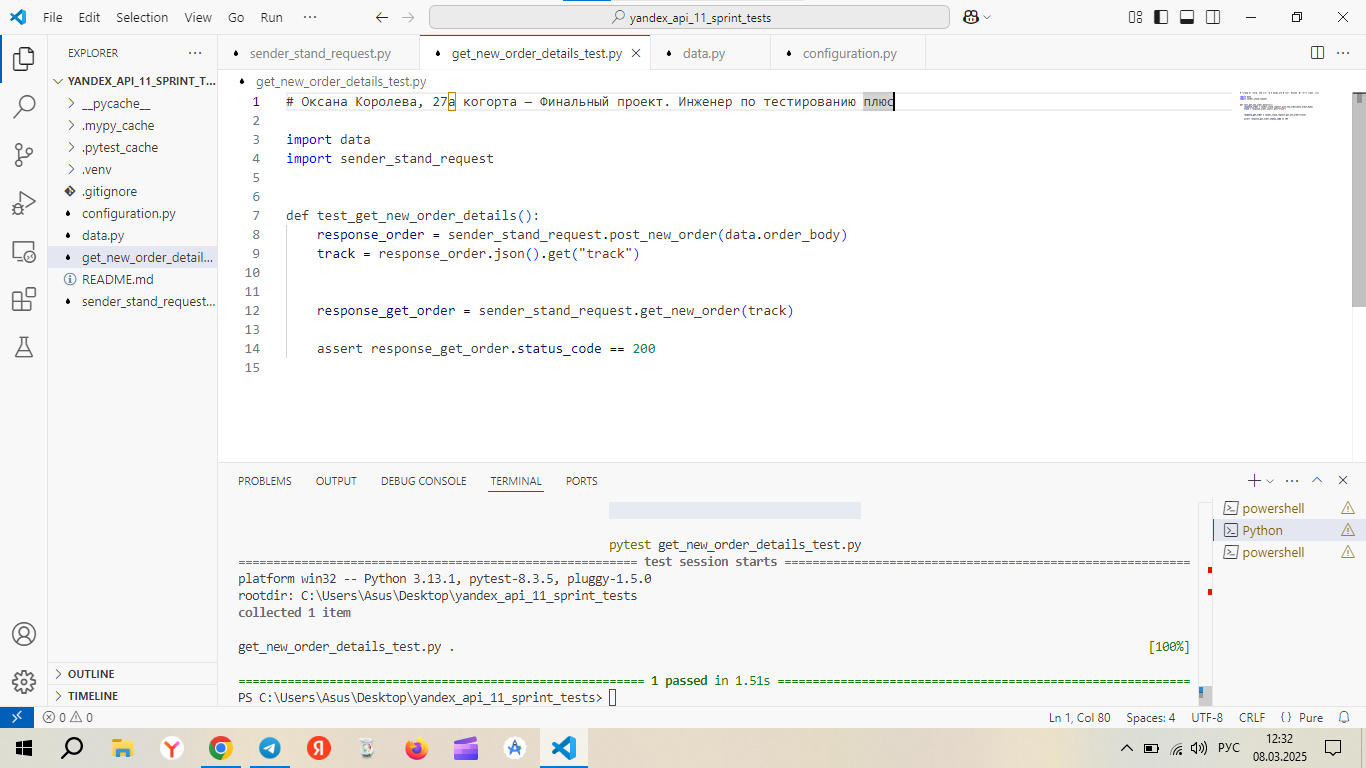 File Edit Selection View Go Run ··· yandex_api_11_sprint_tests
EXPLORER ···
YANDEX_API_11_SPRINT_T...
__pycache__
.mypy_cache
.pytest_cache
.venv
.gitignore
configuration.py
data.py
get_new_order_detail...
README.md
sender_stand_request...
OUTLINE
TIMELINE
sender_stand_request.py get_new_order_details_test.py data.py configuration.py
get_new_order_details_test.py
1 # Оксана Королева, 27а когорта — Финальный проект. Инженер по тестированию плюс
2
3 import data
4 import sender_stand_request
5
6
7 def test_get_new_order_details():
8 response_order = sender_stand_request.post_new_order(data.order_body)
9 track = response_order.json().get("track")
10
11
12 response_get_order = sender_stand_request.get_new_order(track)
13
14 assert response_get_order.status_code == 200
15
PROBLEMS OUTPUT DEBUG CONSOLE TERMINAL PORTS
pytest get_new_order_details_test.py
test session starts
platform win32 -- Python 3.13.1, pytest-8.3.5, pluggy-1.5.0
rootdir: C:\Users\Asus\Desktop\yandex_api_11_sprint_tests
collected 1 item
get_new_order_details_test.py . [100%]
1 passed in 1.51s
PS C:\Users\Asus\Desktop\yandex_api_11_sprint_tests>
powershell
Python
powershell
0 0 Ln 1, Col 80 Spaces: 4 UTF-8 CRLF {} Pure
РУС 12:32
08.03.2025